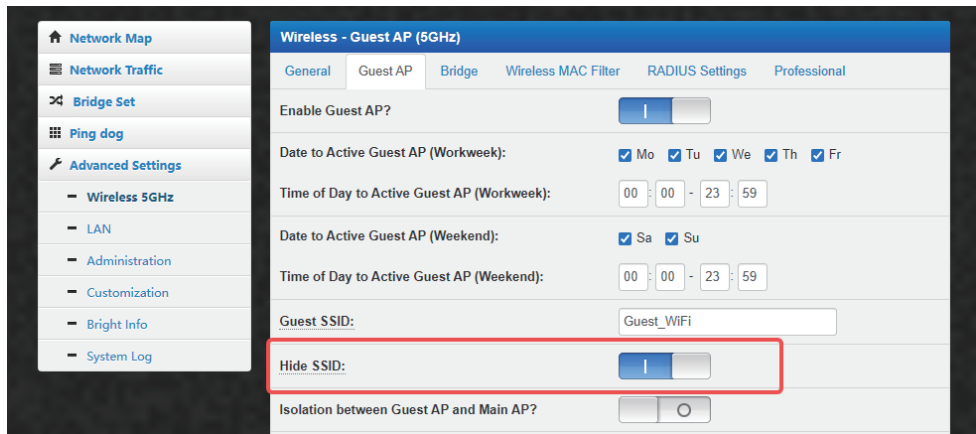 Network Map
Network Traffic
Bridge Set
Ping dog
Advanced Settings
Wireless 5GHz
LAN
Administration
Customization
Bright Info
System Log
Wireless - Guest AP (5GHz)
General Guest AP Bridge Wireless MAC Filter RADIUS Settings Professional
Enable Guest AP?
Date to Active Guest AP (Workweek): Mo Tu We Th Fr
Time of Day to Active Guest AP (Workweek): 00 : 00 - 23 : 59
Date to Active Guest AP (Weekend): Sa Su
Time of Day to Active Guest AP (Weekend): 00 : 00 - 23 : 59
Guest SSID: Guest_WiFi
Hide SSID:
Isolation between Guest AP and Main AP?